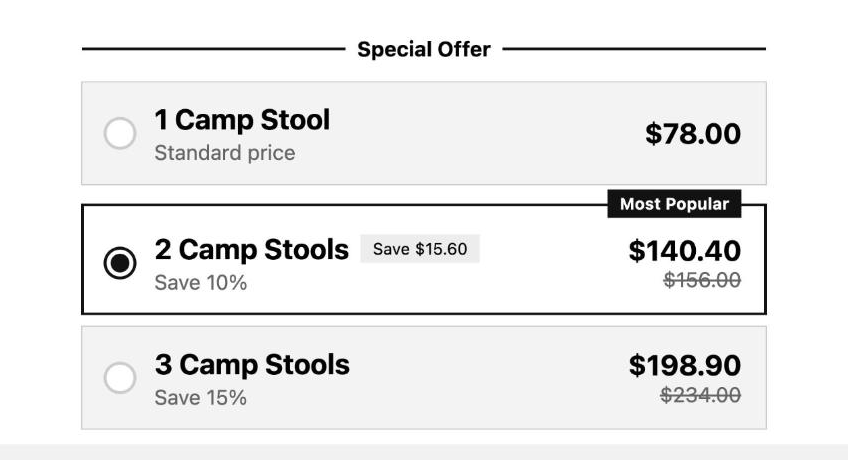 Special Offer
1 Camp Stool
Standard price
$78.00
Most Popular
2 Camp Stools
Save $15.60
Save 10%
$140.40
$156.00
3 Camp Stools
Save 15%
$198.90
$234.00